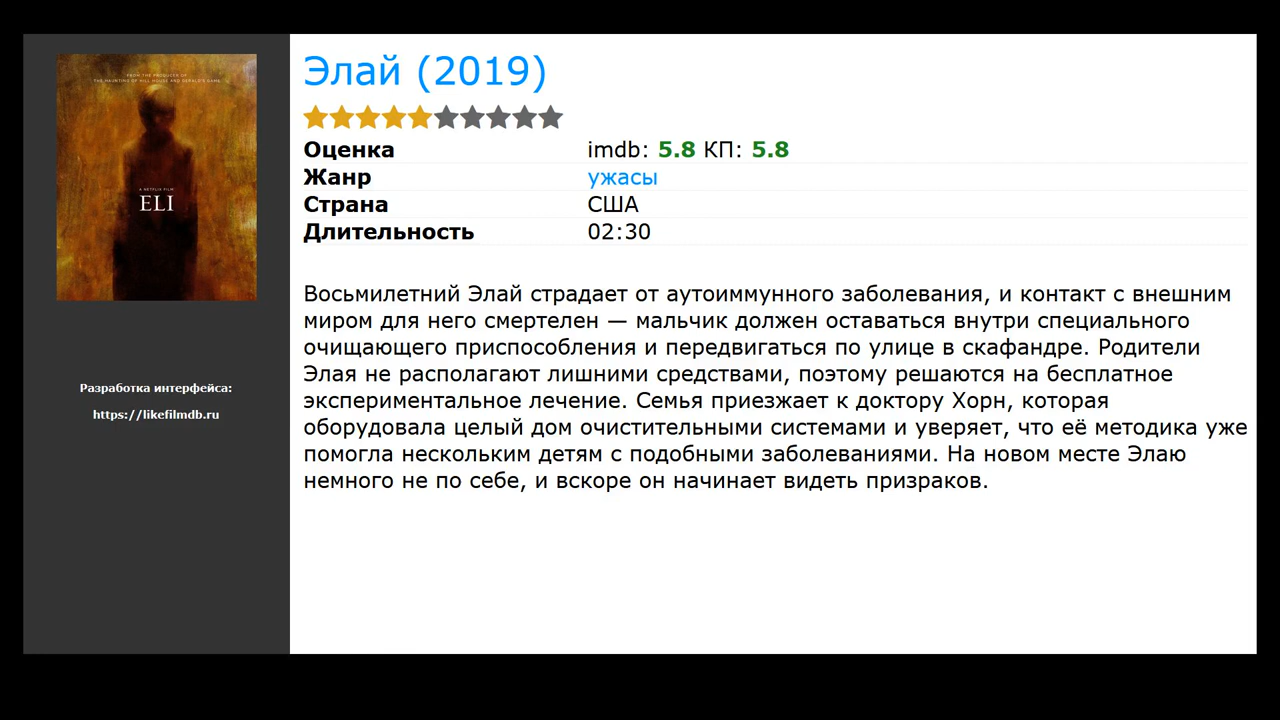 FROM THE PRODUCER OF
THE HAUNTING OF HILL HOUSE AND GERALD'S GAME
A NETFLIX FILM
ELI
Разработка интерфейса:
https://likefilmdb.ru
Элай (2019)
Оценка imdb: 5.8 КП: 5.8
Жанр ужасы
Страна США
Длительность 02:30
Восьмилетний Элай страдает от аутоиммунного заболевания, и контакт с внешним
миром для него смертелен — мальчик должен оставаться внутри специального
очищающего приспособления и передвигаться по улице в скафандре. Родители
Элая не располагают лишними средствами, поэтому решаются на бесплатное
экспериментальное лечение. Семья приезжает к доктору Хорн, которая
оборудовала целый дом очистительными системами и уверяет, что её методика уже
помогла нескольким детям с подобными заболеваниями. На новом месте Элаю
немного не по себе, и вскоре он начинает видеть призраков.